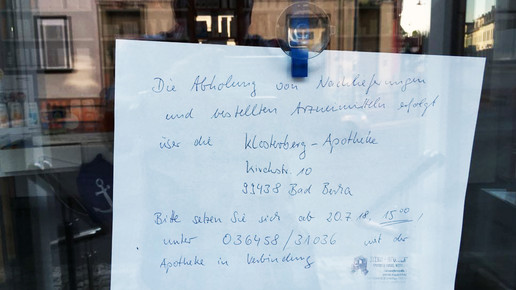 Die Abholung von Nachlieferungen
und bestellten Arzneimitteln erfolgt
über die Klosterberg-Apotheke
Kirchstr. 10
99438 Bad Berka
Bitte setzen Sie sich ab 20.7.18, 15⁰⁰,
unter 036458/31036 mit der
Apotheke in Verbindung